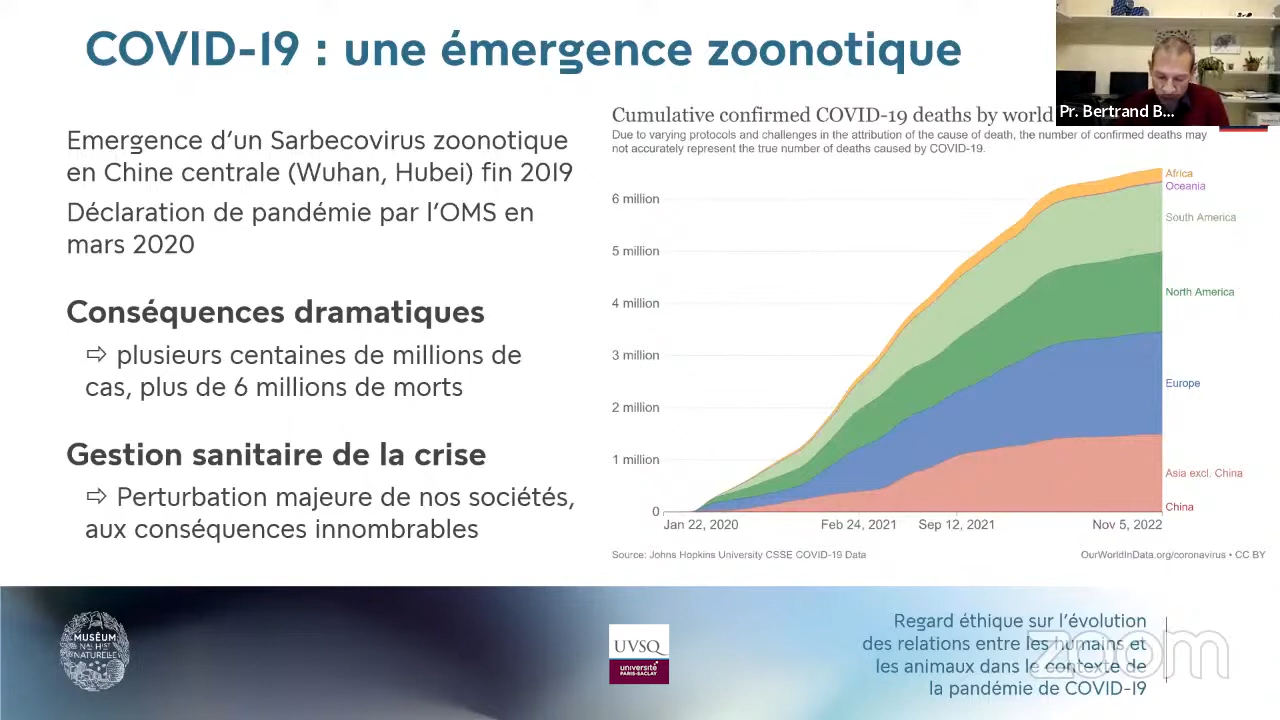 COVID-19 : une émergence zoonotique
Pr. Bertrand B...
Emergence d'un Sarbecovirus zoonotique
en Chine centrale (Wuhan, Hubei) fin 2019
Déclaration de pandémie par l'OMS en
mars 2020
Conséquences dramatiques
⇨ plusieurs centaines de millions de
cas, plus de 6 millions de morts
Gestion sanitaire de la crise
⇨ Perturbation majeure de nos sociétés,
aux conséquences innombrables
Cumulative confirmed COVID-19 deaths by world
Due to varying protocols and challenges in the attribution of the cause of death, the number of confirmed deaths may
not accurately represent the true number of deaths caused by COVID-19.
6 million
5 million
4 million
3 million
2 million
1 million
0
Africa
Oceania
South America
North America
Europe
Asia excl. China
China
Jan 22, 2020
Feb 24, 2021
Sep 12, 2021
Nov 5, 2022
Source: Johns Hopkins University CSSE COVID-19 Data
OurWorldInData.org/coronavirus • CC BY
MUSÉUM
NAL HIST
NATURELLE
UVSQ
université
PARIS-SACLAY
Regard éthique sur l'évolution
des relations entre les humains et
les animaux dans le contexte de
la pandémie de COVID-19
zoom